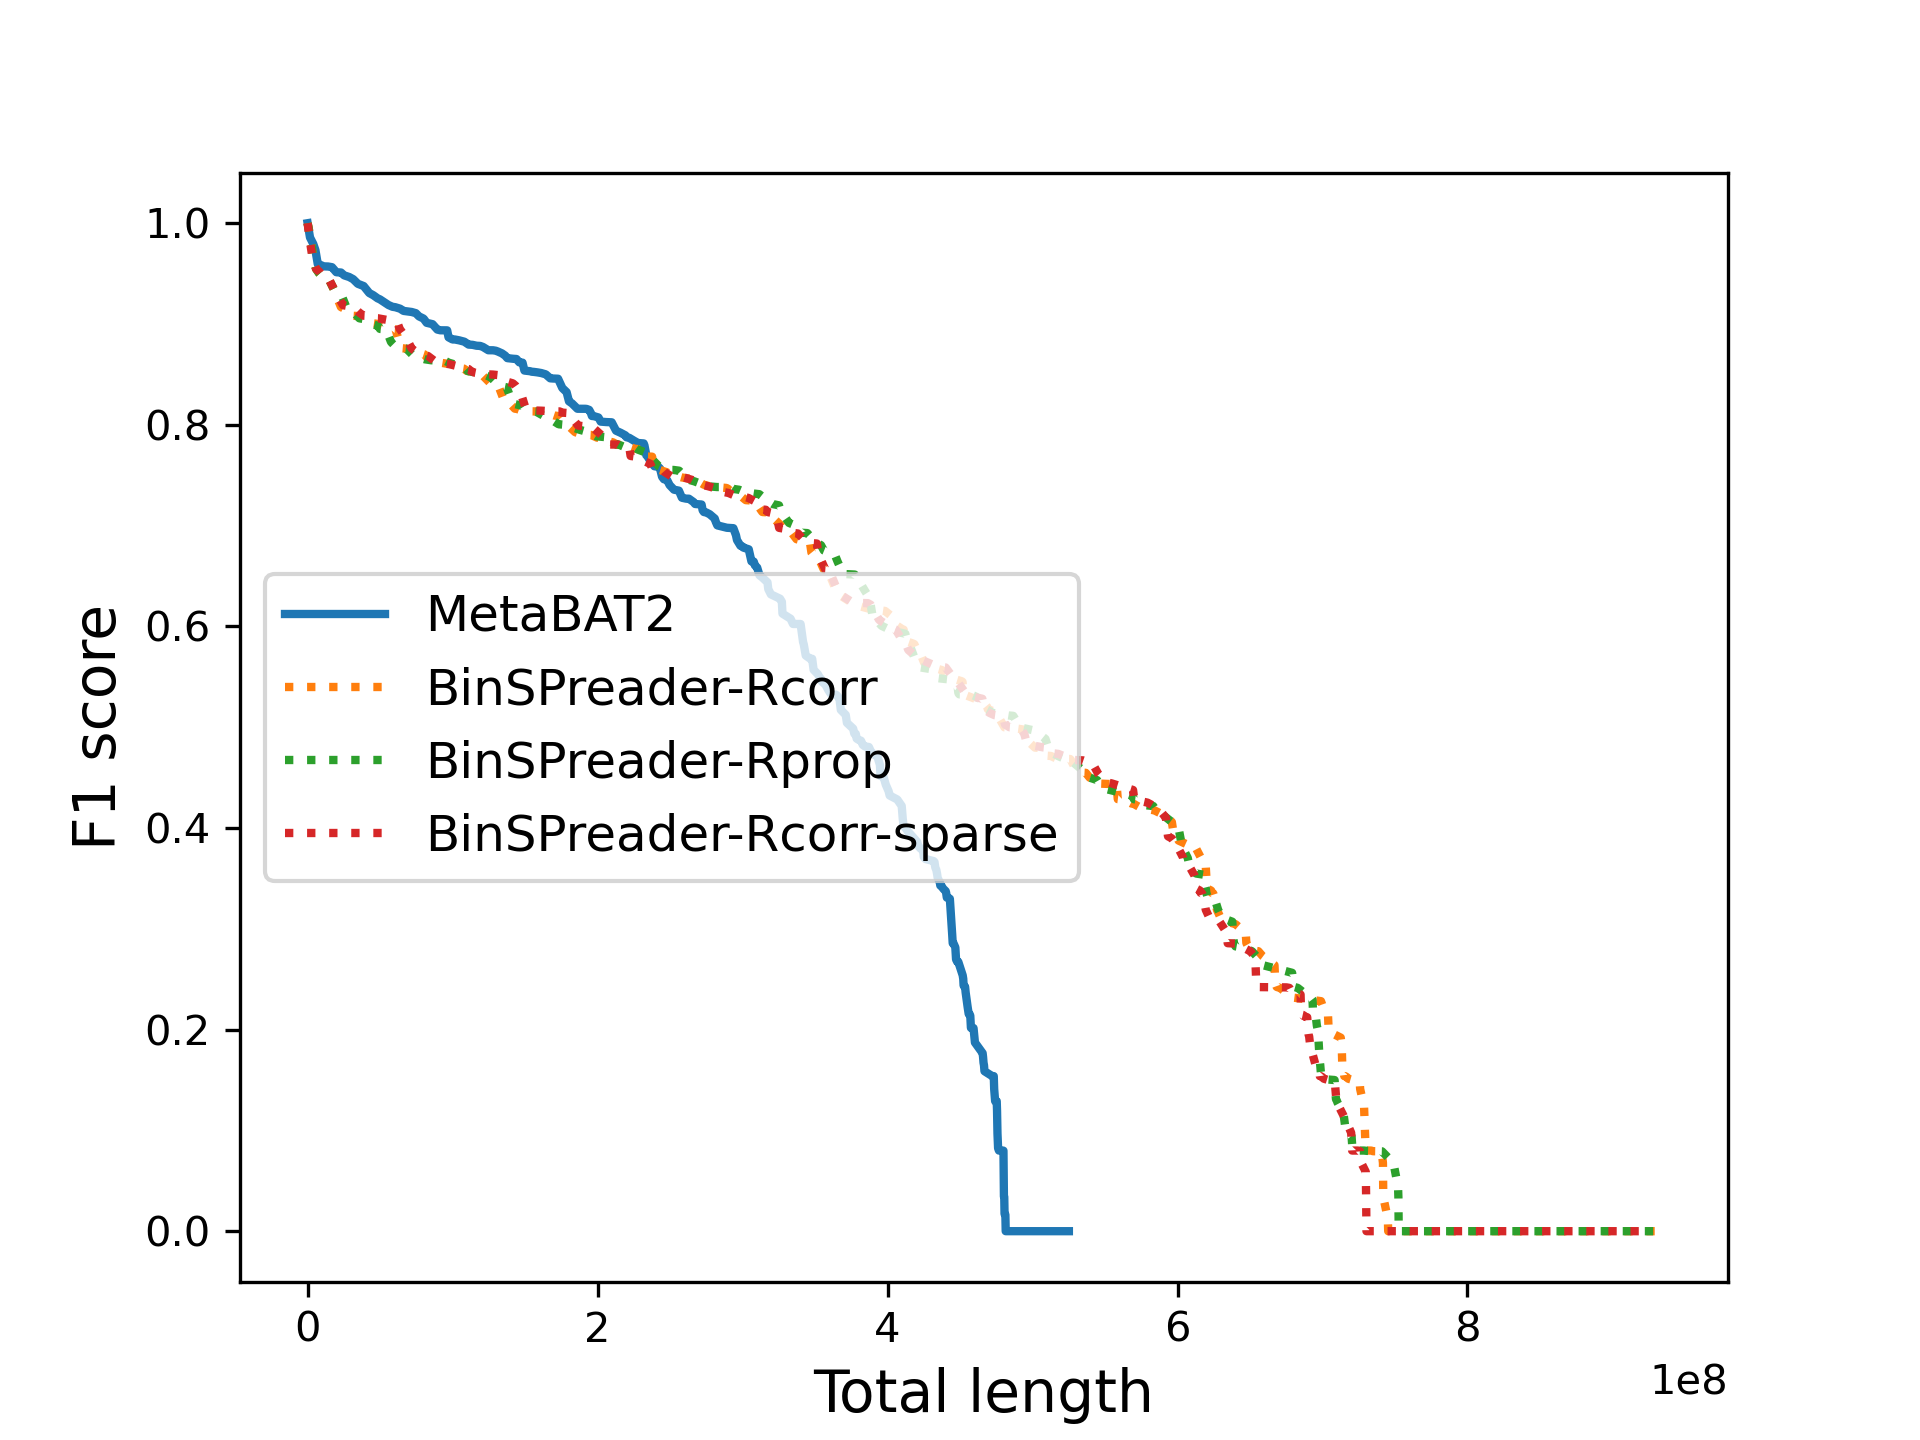 1.0
0.8
0.6
0.4
0.2
0.0
F1 score
MetaBAT2
BinSPreader-Rcorr
BinSPreader-Rprop
BinSPreader-Rcorr-sparse
0 2 4 6 8
1e8
Total length